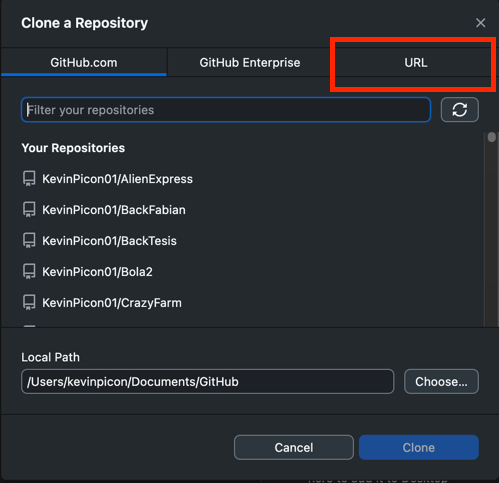 Clone a Repository
GitHub.com
GitHub Enterprise
URL
Filter your repositories
Your Repositories
KevinPicon01/AlienExpress
KevinPicon01/BackFabian
KevinPicon01/BackTesis
KevinPicon01/Bola2
KevinPicon01/CrazyFarm
Local Path
/Users/kevinpicon/Documents/GitHub
Choose...
Cancel
Clone